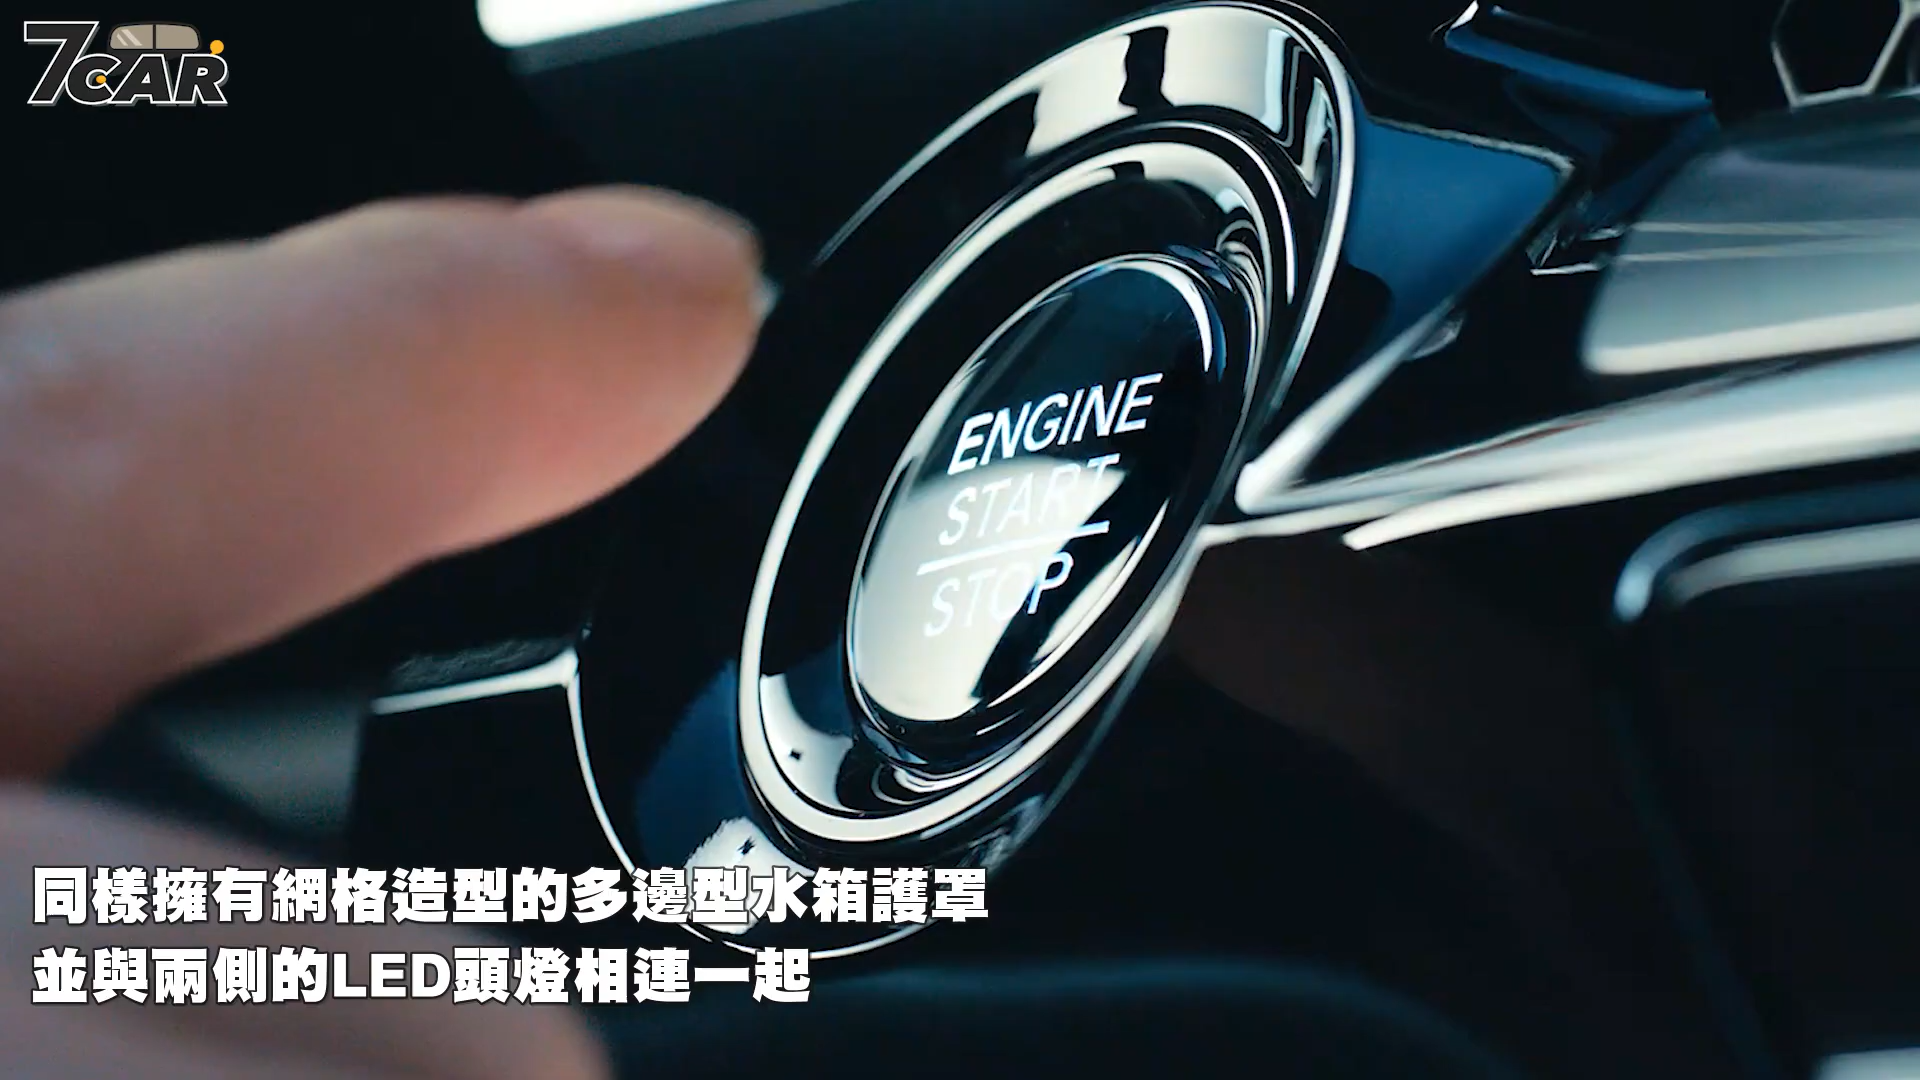 7CAR
ENGINE
START
STOP
同樣擁有網格造型的多邊型水箱護罩
並與兩側的LED頭燈相連一起